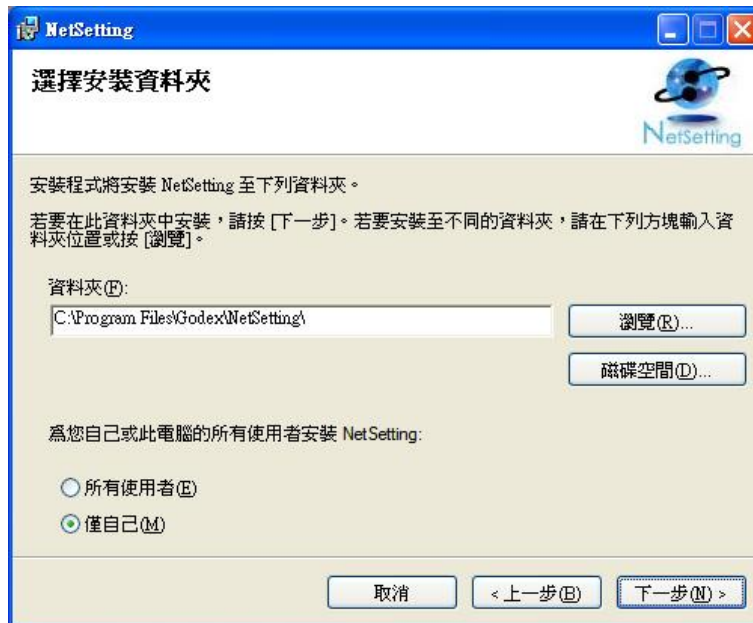 NetSetting
選擇安裝資料夾
NetSetting
安裝程式將安裝 NetSetting 至下列資料夾。
若要在此資料夾中安裝，請按 [下一步]。若要安裝至不同的資料夾，請在下列方塊輸入資
料夾位置或按 [瀏覽]。
資料夾(F):
C:\Program Files\Godex\NetSetting\
瀏覽(R)...
磁碟空間(D)...
為您自己或此電腦的所有使用者安裝 NetSetting:
所有使用者(E)
僅自己(M)
取消
< 上一步(B)
下一步(N) >